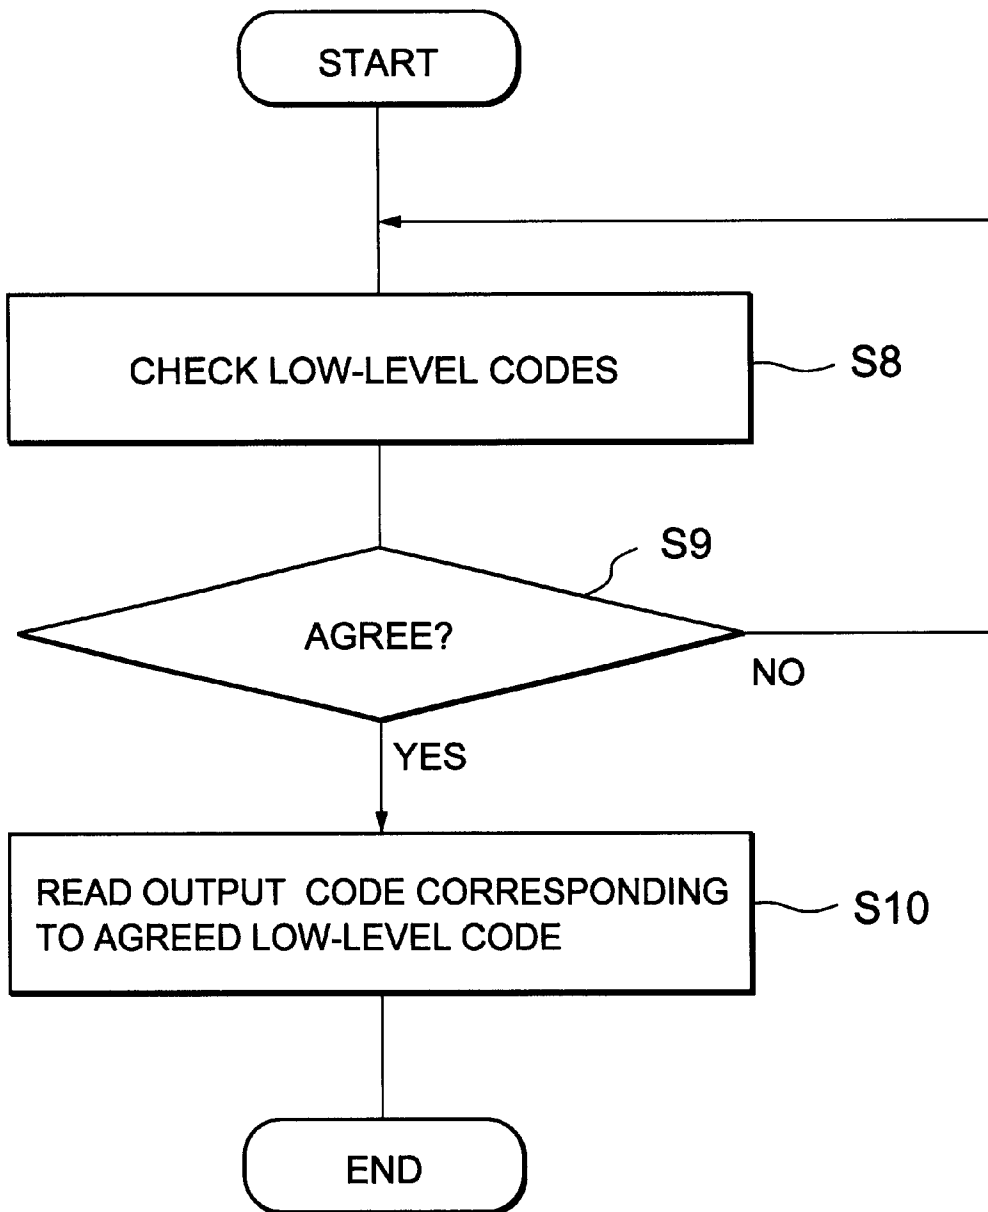 START
CHECK LOW-LEVEL CODES
S8
S9
AGREE?
NO
YES
READ OUTPUT CODE CORRESPONDING
TO AGREED LOW-LEVEL CODE
S10
END